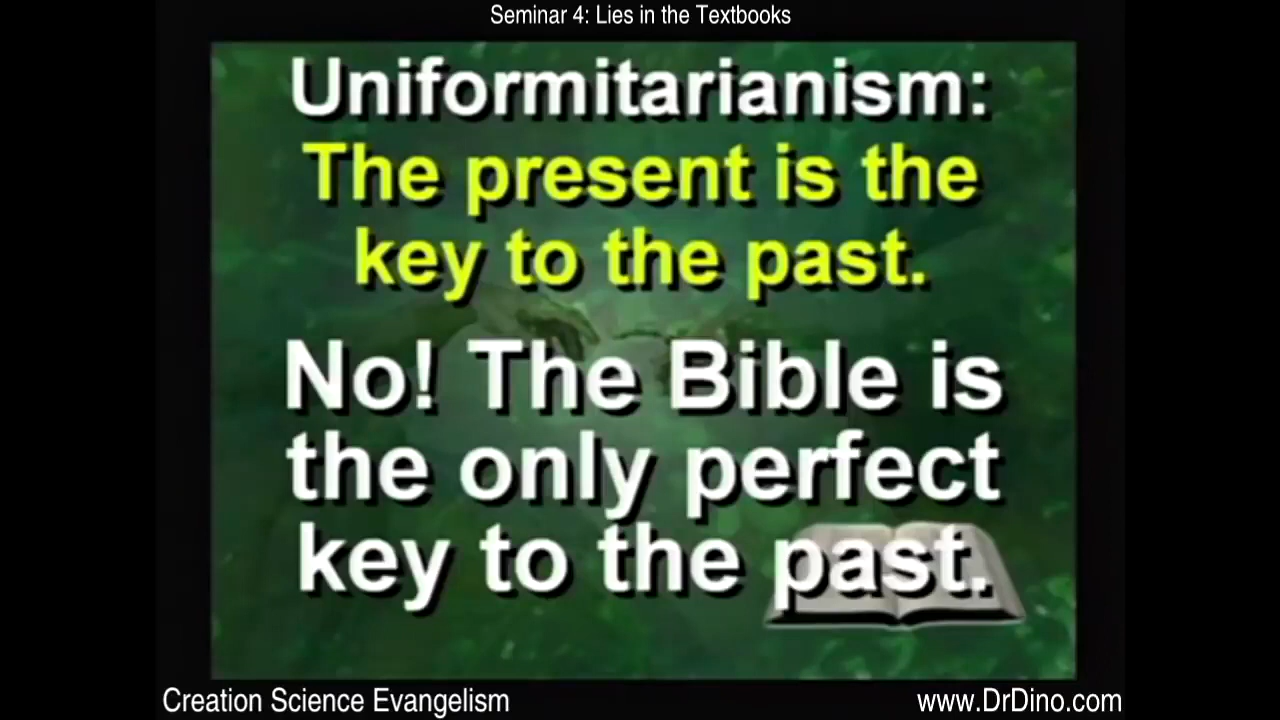 Seminar 4: Lies in the Textbooks
Uniformitarianism:
The present is the
key to the past.
No! The Bible is
the only perfect
key to the past.
Creation Science Evangelism
www.DrDino.com